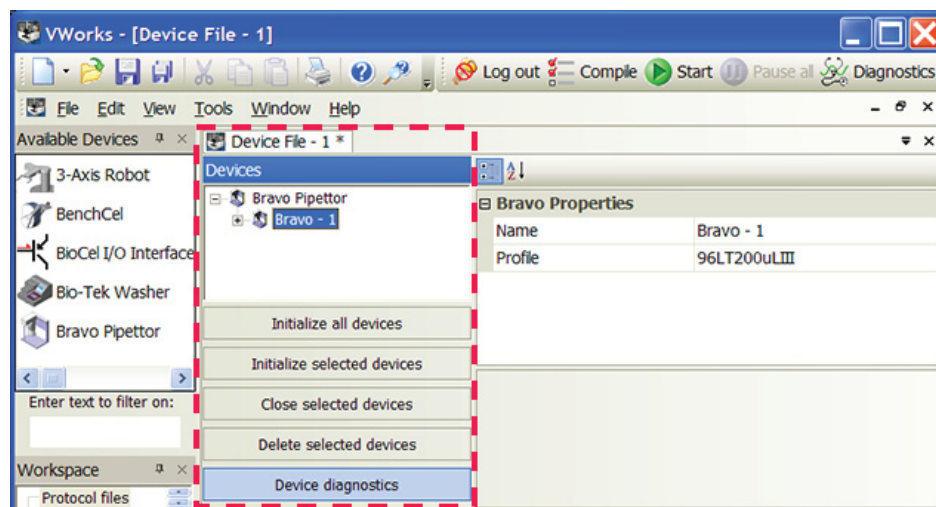 VWorks - [Device File - 1]
Log out Compile Start Pause all Diagnostics
File Edit View Tools Window Help
Available Devices
Device File - 1 *
3-Axis Robot
BenchCel
BioCel I/O Interface
Bio-Tek Washer
Bravo Pipettor
Enter text to filter on:
Workspace
Protocol files
Devices
Bravo Pipettor
Bravo - 1
Initialize all devices
Initialize selected devices
Close selected devices
Delete selected devices
Device diagnostics
Bravo Properties
Name Bravo - 1
Profile 96LT200uLIII